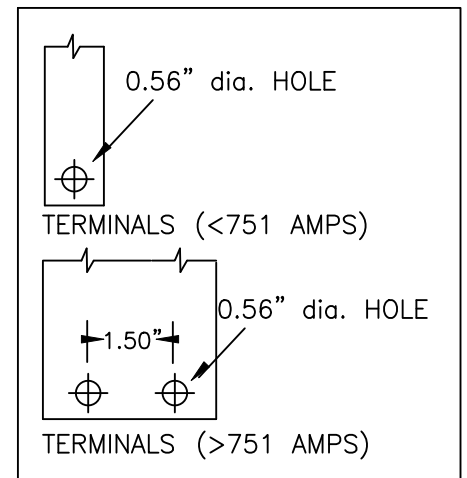 0.56” dia. HOLE
TERMINALS (<751 AMPS)
0.56” dia. HOLE
1.50”
TERMINALS (>751 AMPS)